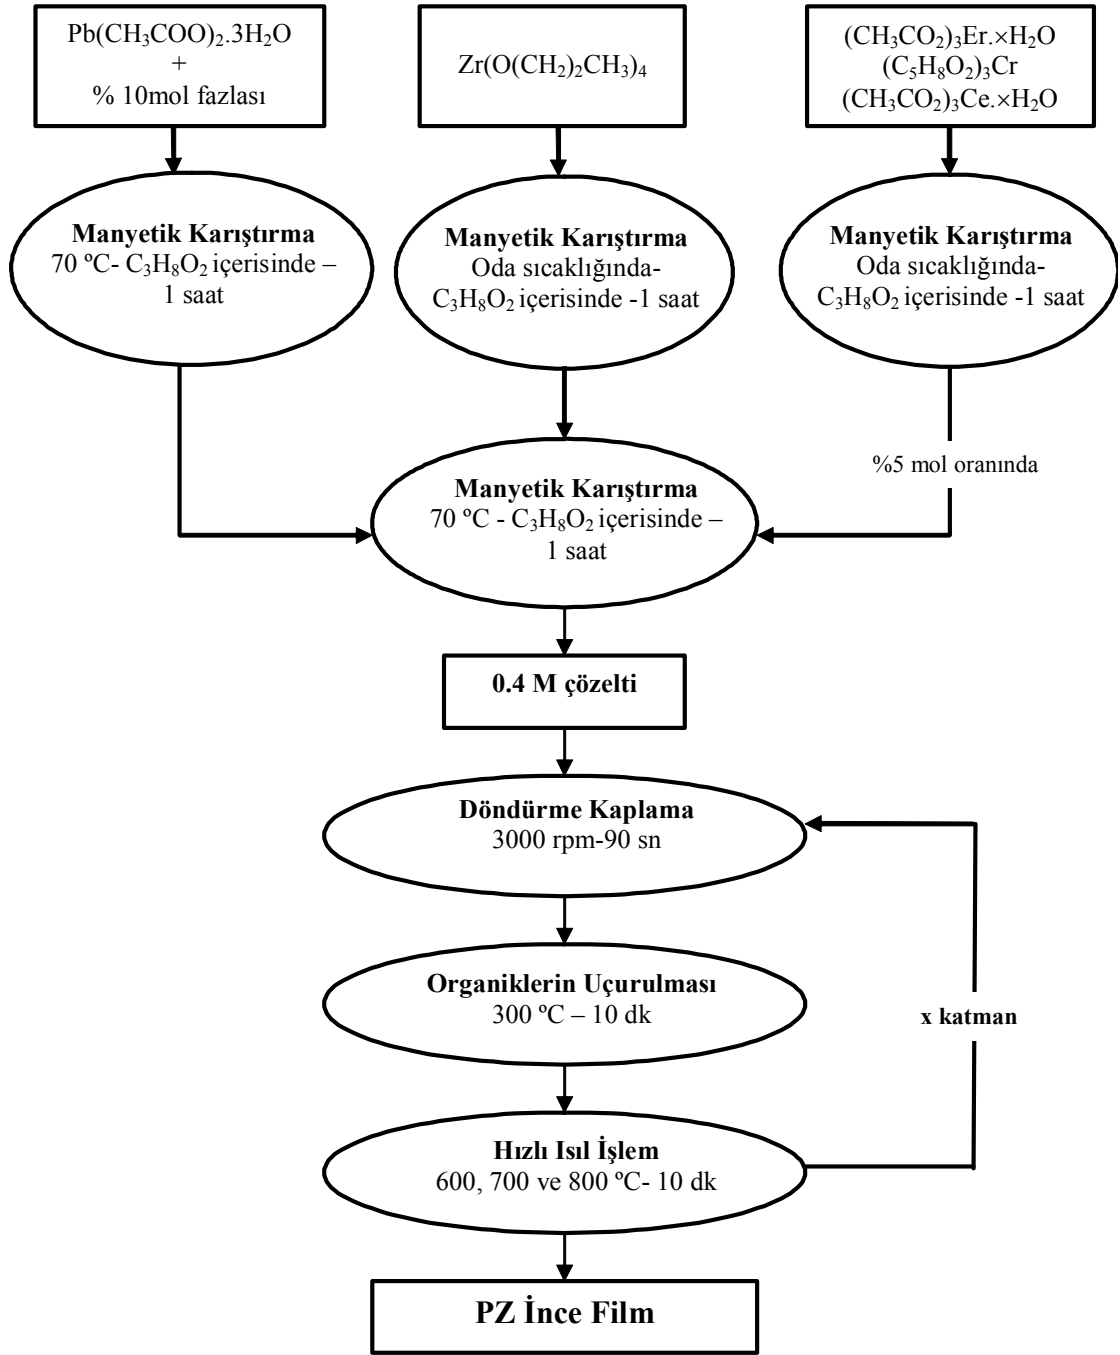 Pb(CH₃COO)₂.3H₂O
+
% 10mol fazlası
Zr(O(CH₂)₂CH₃)₄
(CH₃CO₂)₃Er.×H₂O
(C₅H₈O₂)₃Cr
(CH₃CO₂)₃Ce.×H₂O
Manyetik Karıştırma
70 ºC- C₃H₈O₂ içerisinde –
1 saat
Manyetik Karıştırma
Oda sıcaklığında-
C₃H₈O₂ içerisinde -1 saat
Manyetik Karıştırma
Oda sıcaklığında-
C₃H₈O₂ içerisinde -1 saat
%5 mol oranında
Manyetik Karıştırma
70 ºC - C₃H₈O₂ içerisinde –
1 saat
0.4 M çözelti
Döndürme Kaplama
3000 rpm-90 sn
Organiklerin Uçurulması
300 ºC – 10 dk
x katman
Hızlı Isıl İşlem
600, 700 ve 800 ºC- 10 dk
PZ İnce Film